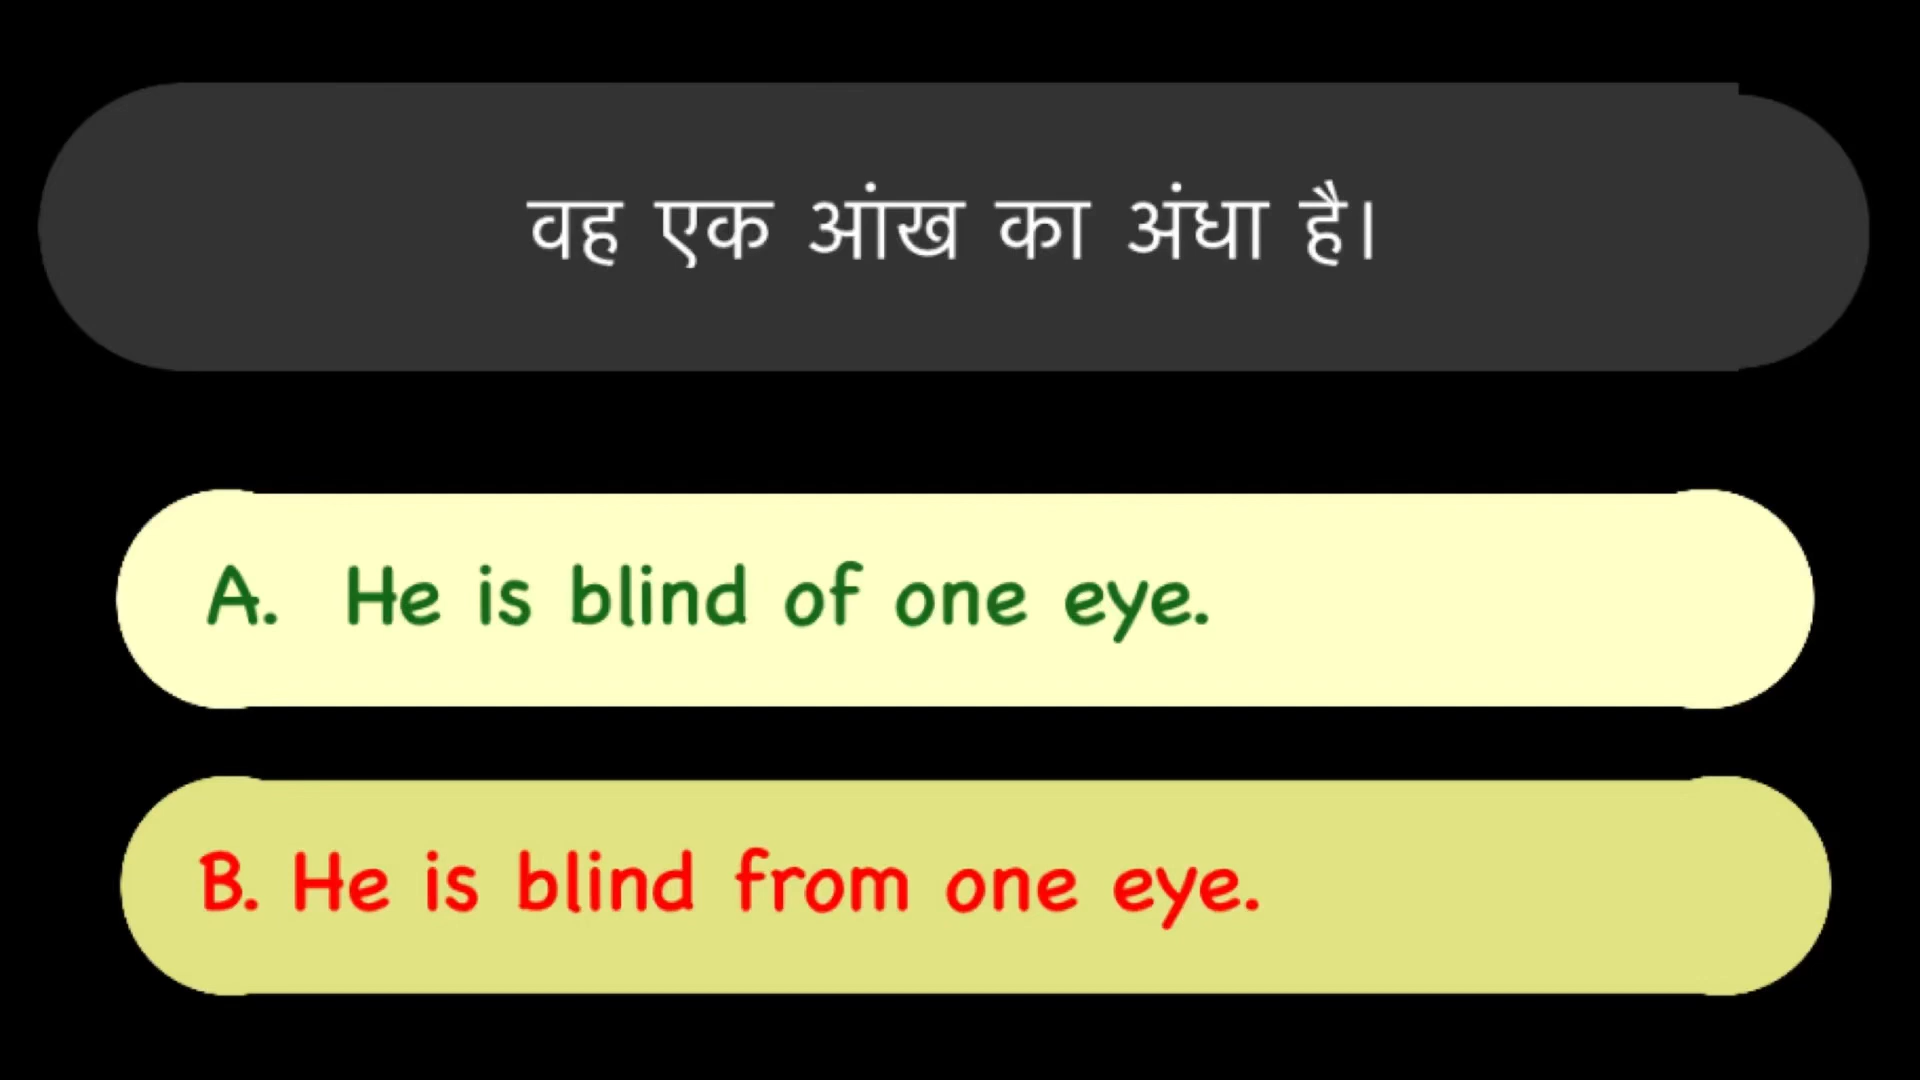 वह एक आंख का अंधा है।
A. He is blind of one eye.
B. He is blind from one eye.